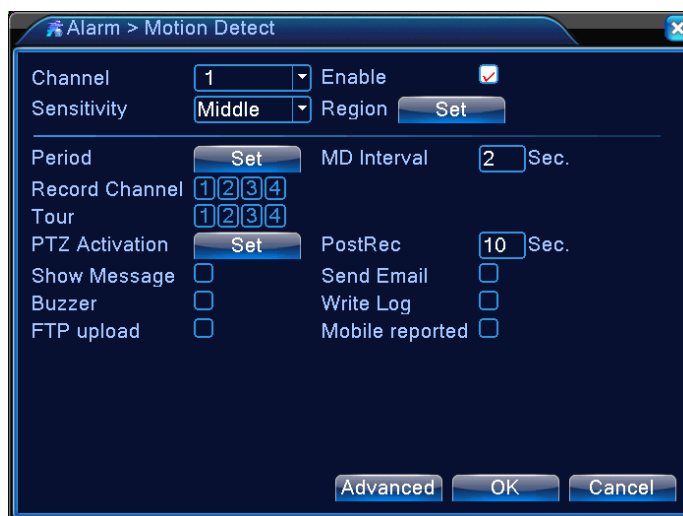 Alarm > Motion Detect
Channel 1 Enable
Sensitivity Middle Region Set
Period Set MD Interval 2 Sec.
Record Channel 1 2 3 4
Tour 1 2 3 4
PTZ Activation Set PostRec 10 Sec.
Show Message Send Email
Buzzer Write Log
FTP upload Mobile reported
Advanced OK Cancel